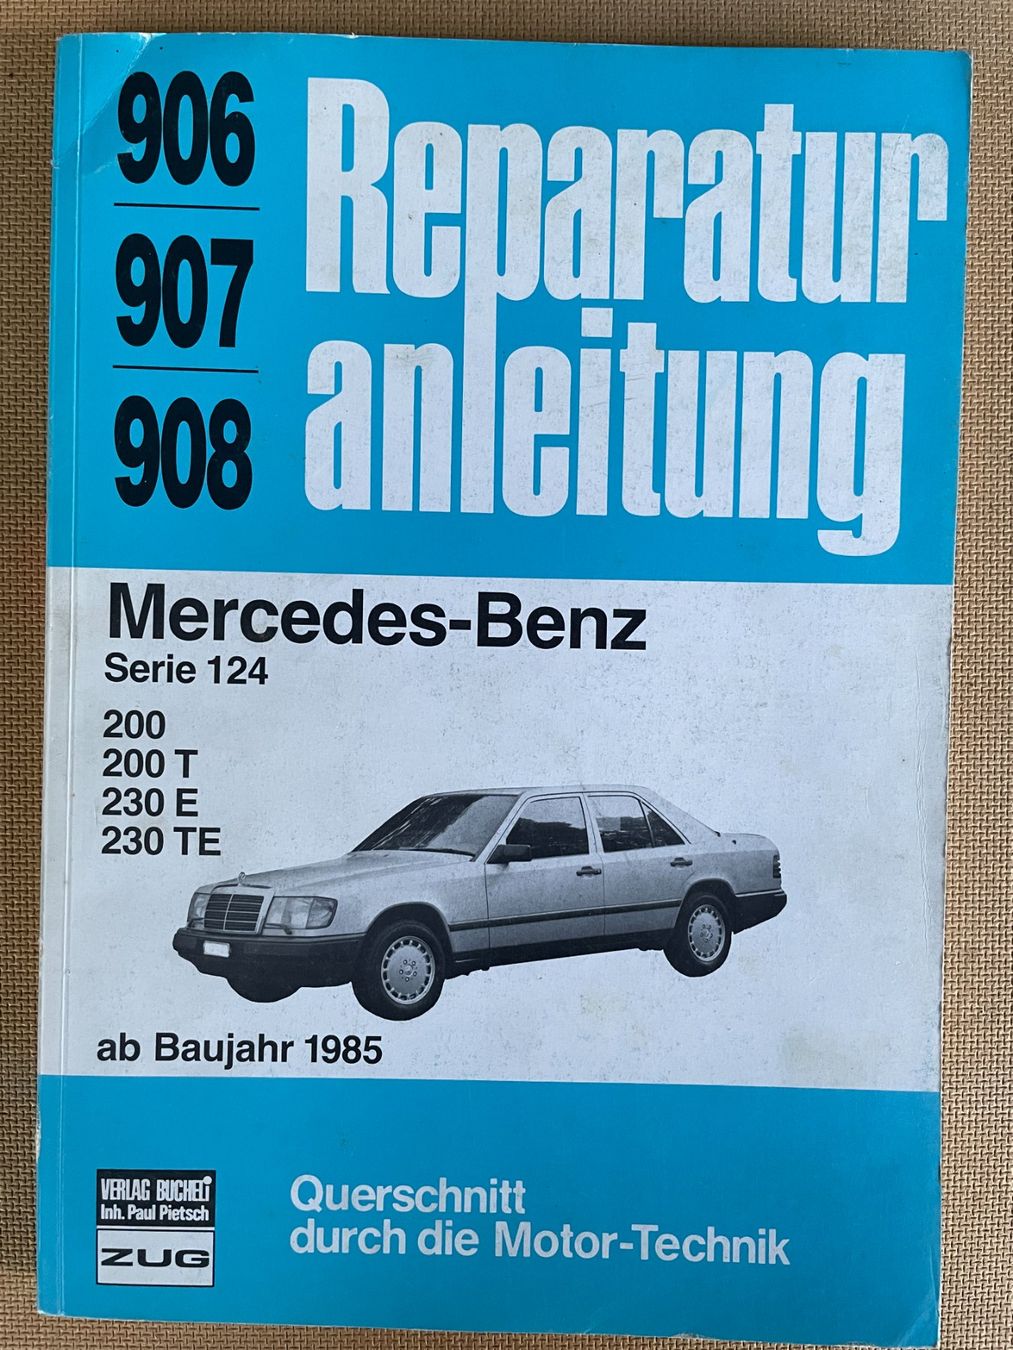 906
907
908
Reparatur
anleitung
Mercedes-Benz
Serie 124
200
200 T
230 E
230 TE
ab Baujahr 1985
VERLAG BUCHELi
Inh. Paul Pietsch
ZUG
Querschnitt
durch die Motor-Technik